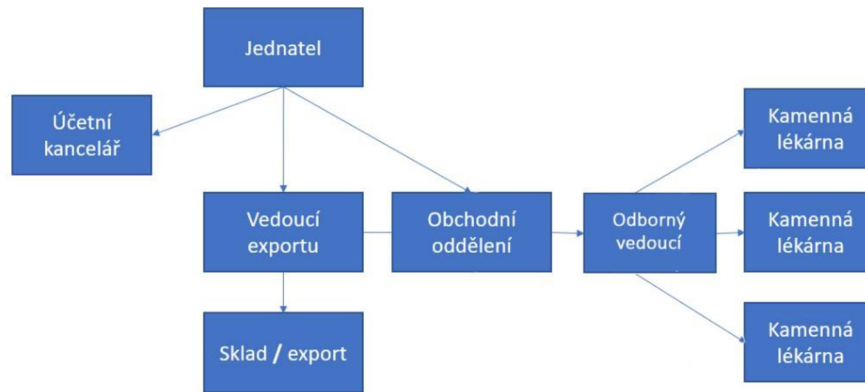 Jednatel
Účetní
kancelář
Kamenná
lékárna
Vedoucí
exportu
Obchodní
oddělení
Odborný
vedoucí
Kamenná
lékárna
Sklad / export
Kamenná
lékárna